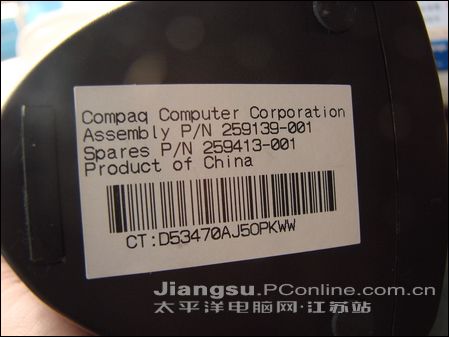 Compaq Computer Corporation
Assembly P/N 259139-001
Spares P/N 259413-001
Product of China
CT:D53470AJ5OPKWW
Jiangsu.PConline.com.cn
太平洋电脑网·江苏站